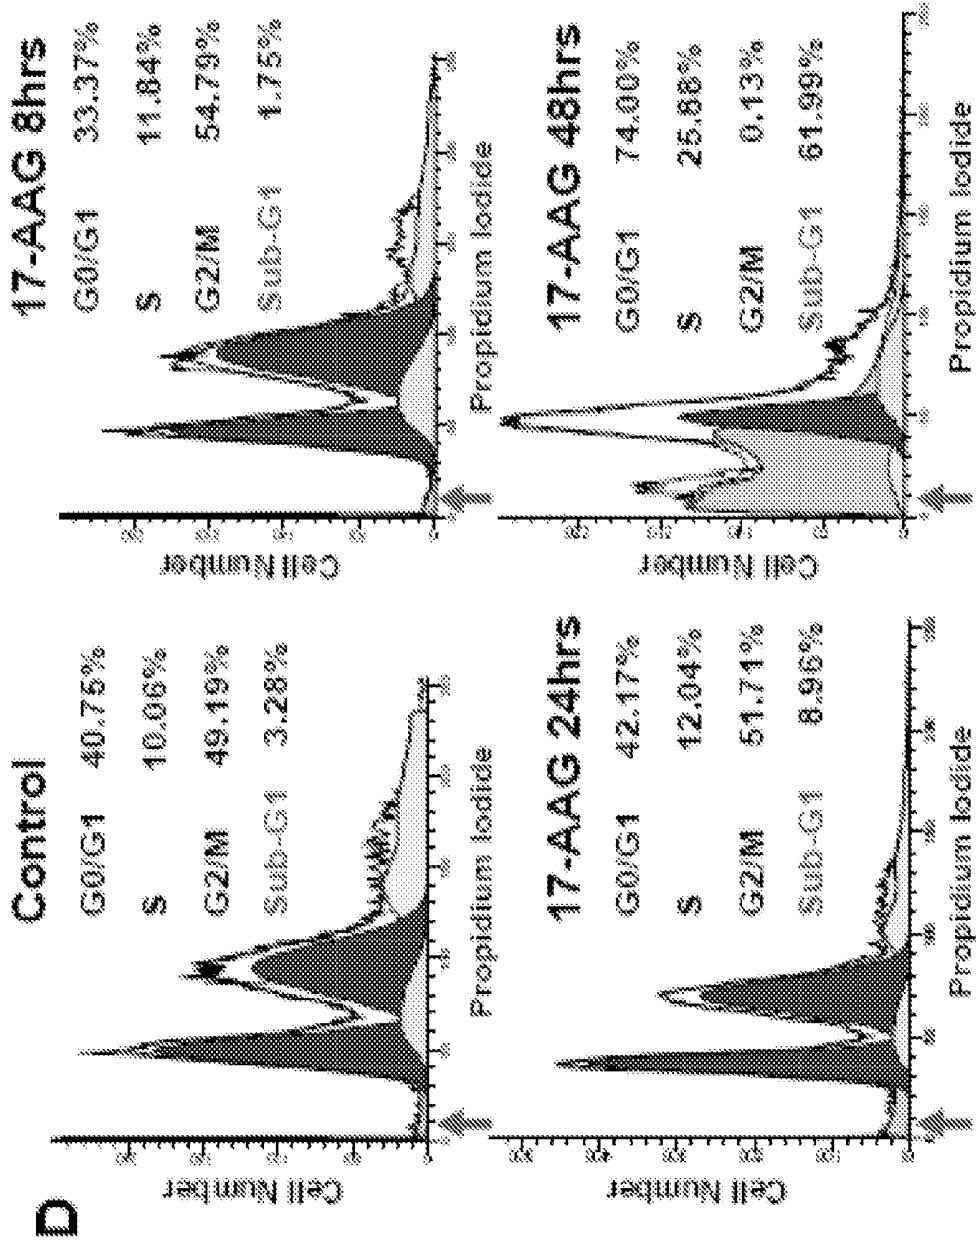 D
Control
G0/G1 40.75%
S 10.06%
G2/M 49.19%
Sub-G1 3.28%
Cell Number
Propidium Iodide
17-AAG 8hrs
G0/G1 33.37%
S 11.84%
G2/M 54.79%
Sub-G1 1.75%
Cell Number
Propidium Iodide
17-AAG 24hrs
G0/G1 42.17%
S 12.04%
G2/M 51.71%
Sub-G1 8.96%
Cell Number
Propidium Iodide
17-AAG 48hrs
G0/G1 74.00%
S 25.88%
G2/M 0.13%
Sub-G1 61.99%
Cell Number
Propidium Iodide